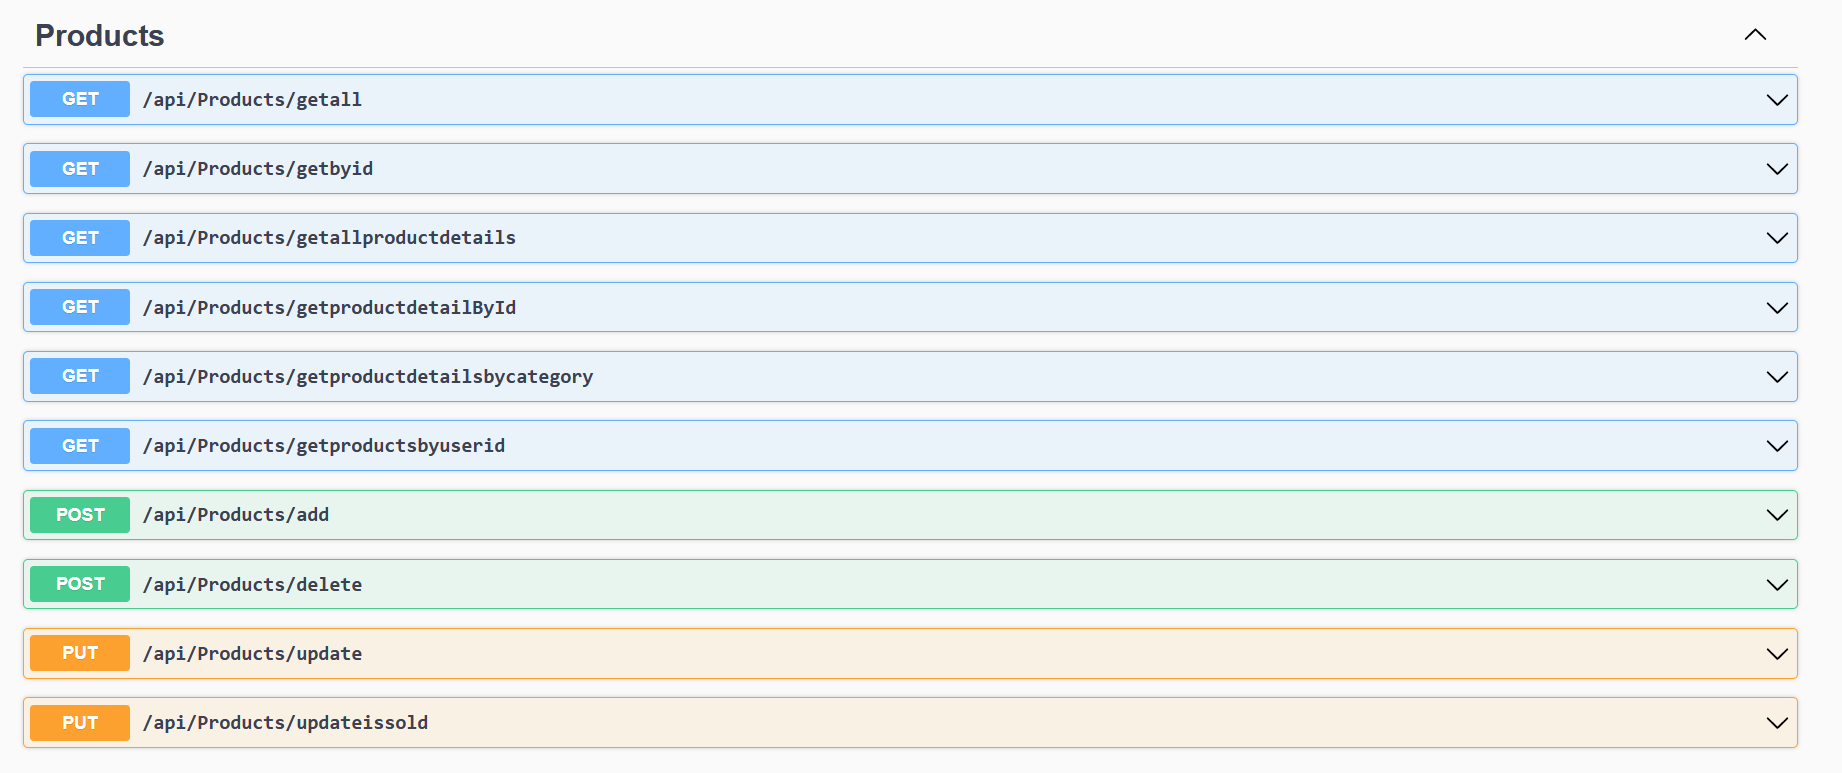 Products
GET /api/Products/getall
GET /api/Products/getbyid
GET /api/Products/getallproductdetails
GET /api/Products/getproductdetailById
GET /api/Products/getproductdetailsbycategory
GET /api/Products/getproductsbyuserid
POST /api/Products/add
POST /api/Products/delete
PUT /api/Products/update
PUT /api/Products/updateissold